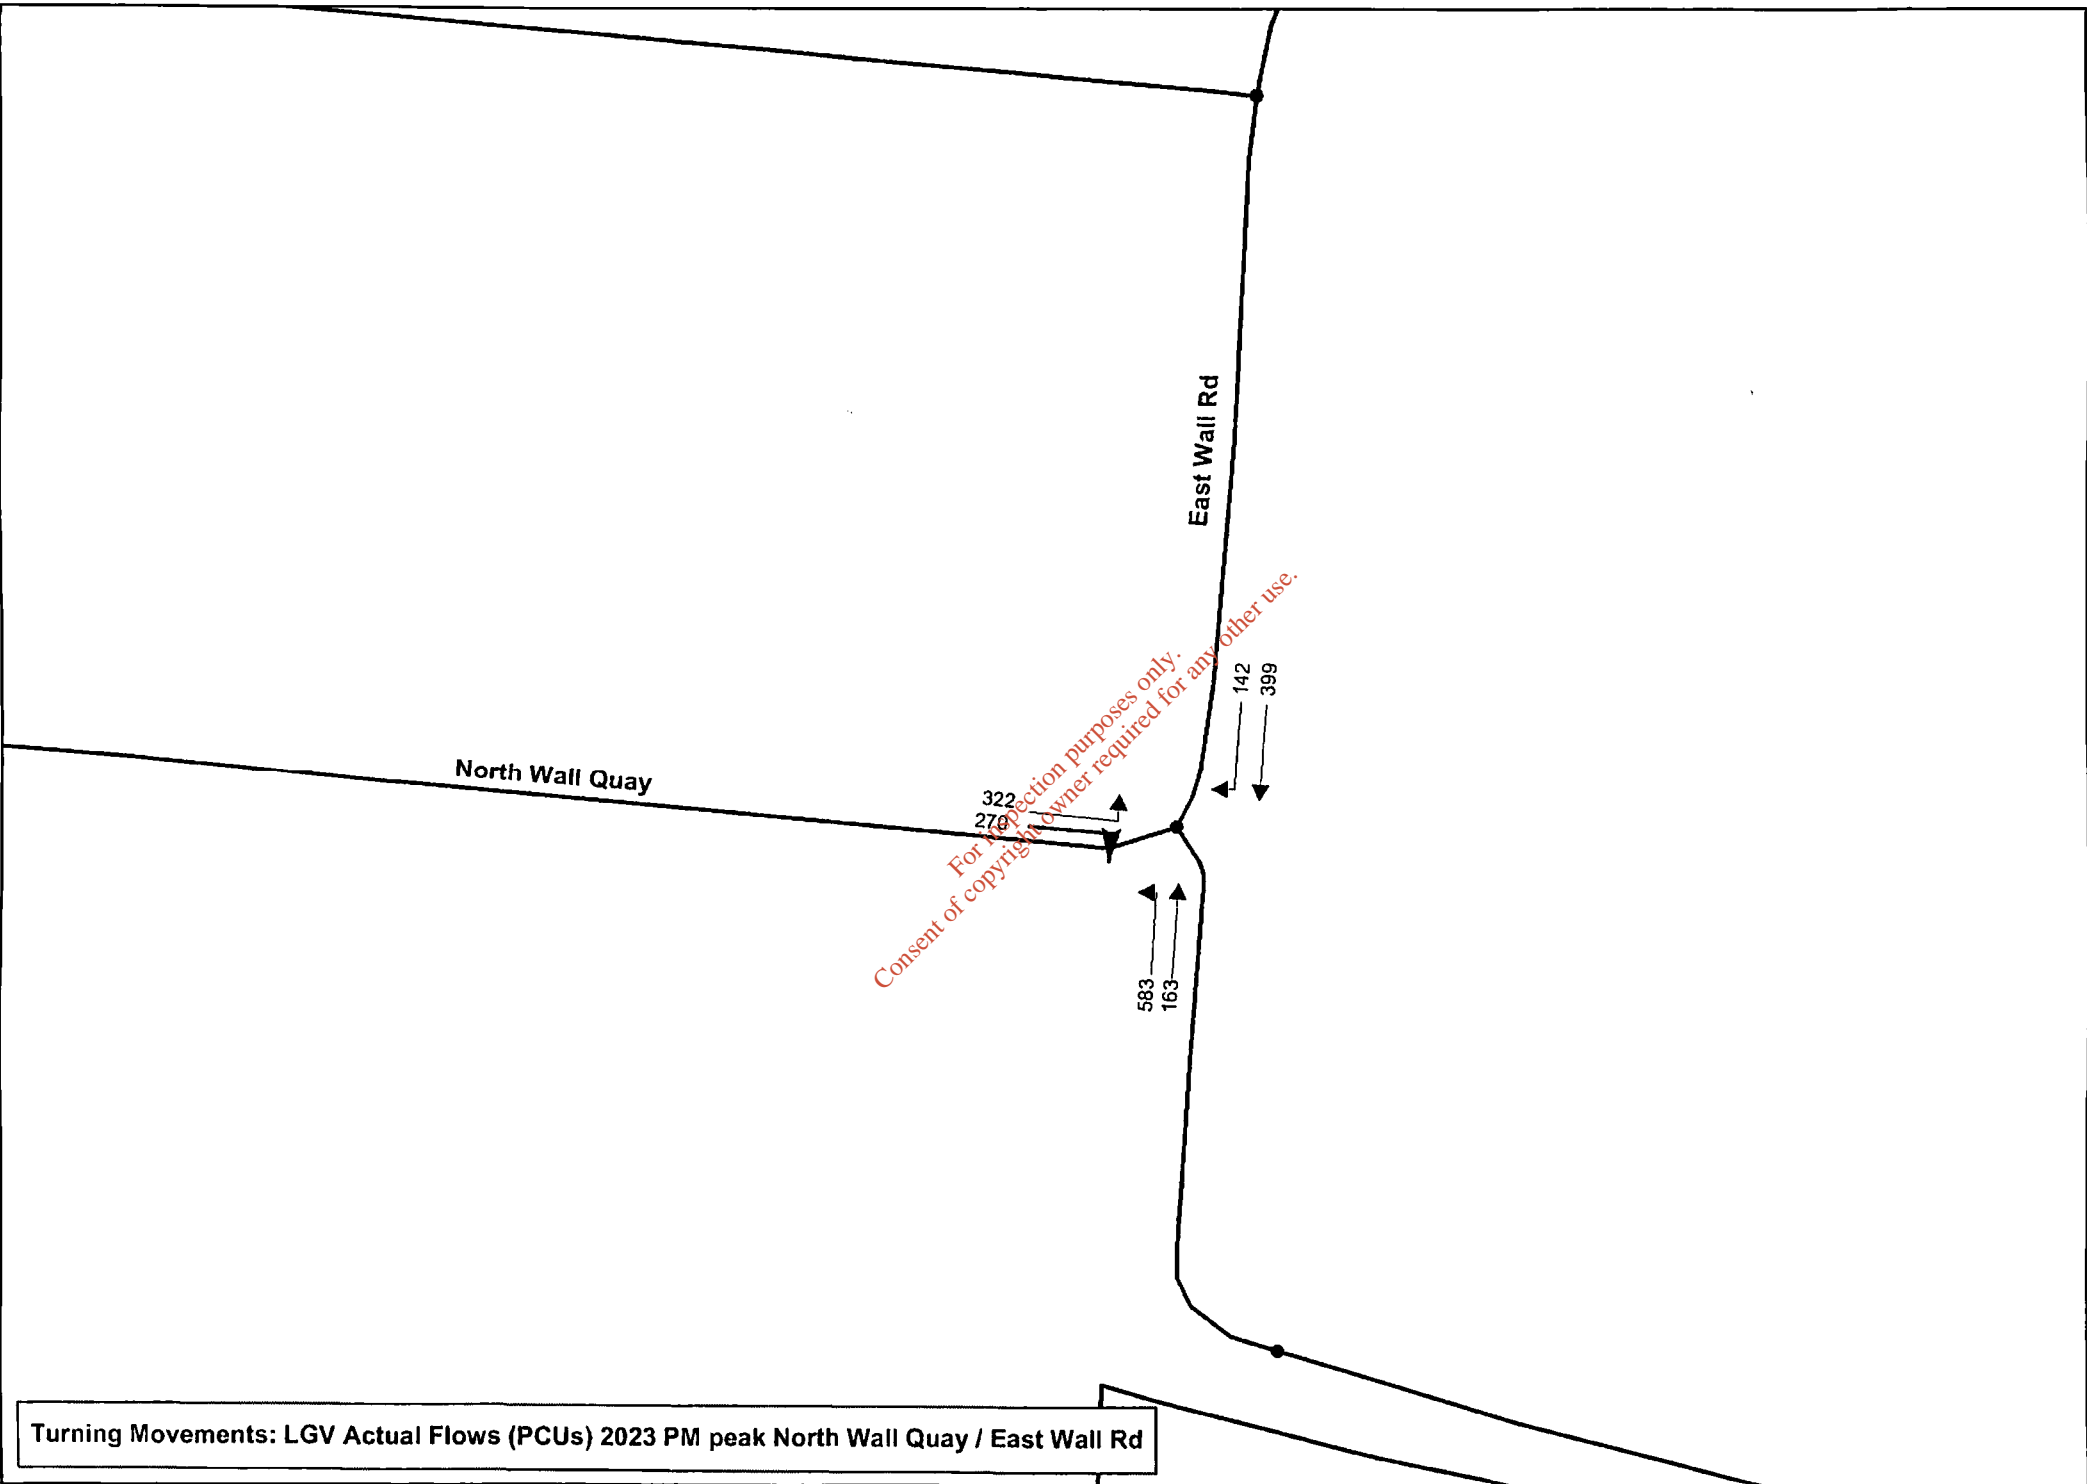 East Wall Rd
142
399
North Wall Quay
322
For inspection purposes only.
Consent of copyright owner required for any other use.
583
163
Turning Movements: LGV Actual Flows (PCUs) 2023 PM peak North Wall Quay / East Wall Rd